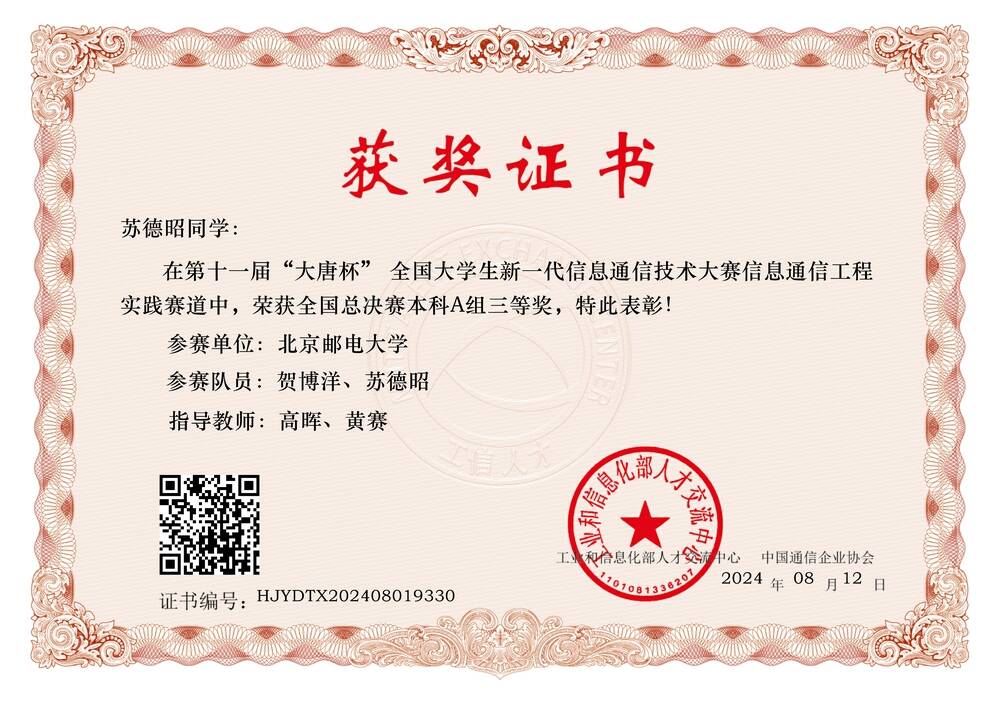 获奖证书
苏德昭同学：
在第十一届“大唐杯” 全国大学生新一代信息通信技术大赛信息通信工程
实践赛道中，荣获全国总决赛本科A组三等奖，特此表彰！
参赛单位：北京邮电大学
参赛队员：贺博洋、苏德昭
指导教师：高晖、黄赛
工信人才
工业和信息化部人才交流中心
1101081336207
工业和信息化部人才交流中心 中国通信企业协会
2024 年 08 月 12 日
证书编号：HJYDTX202408019330